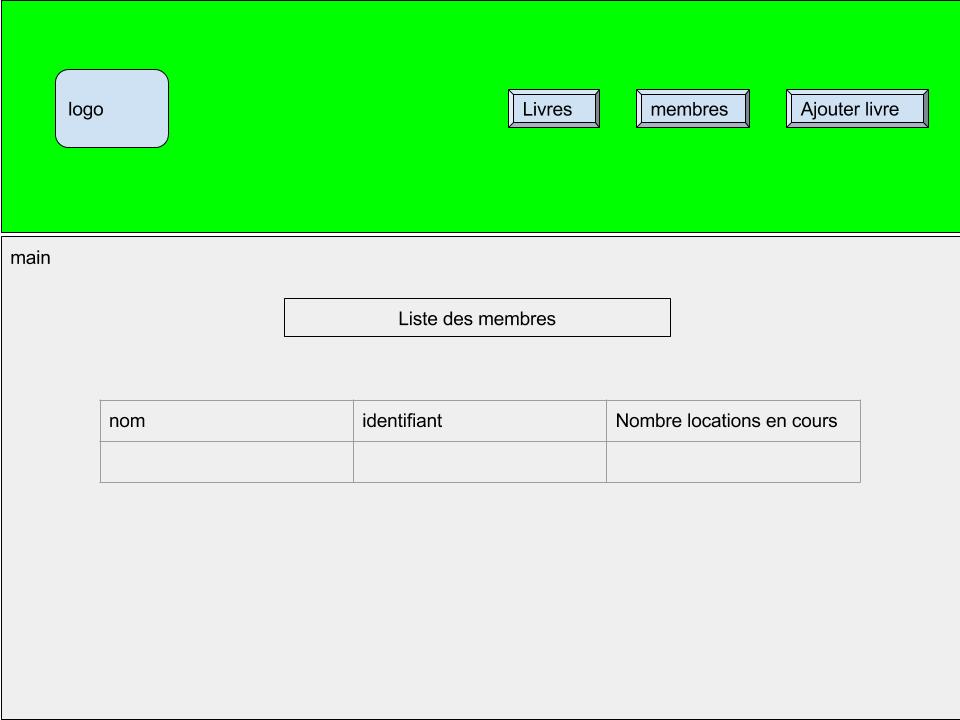 logo
Livres
membres
Ajouter livre
main
Liste des membres
nom
identifiant
Nombre locations en cours